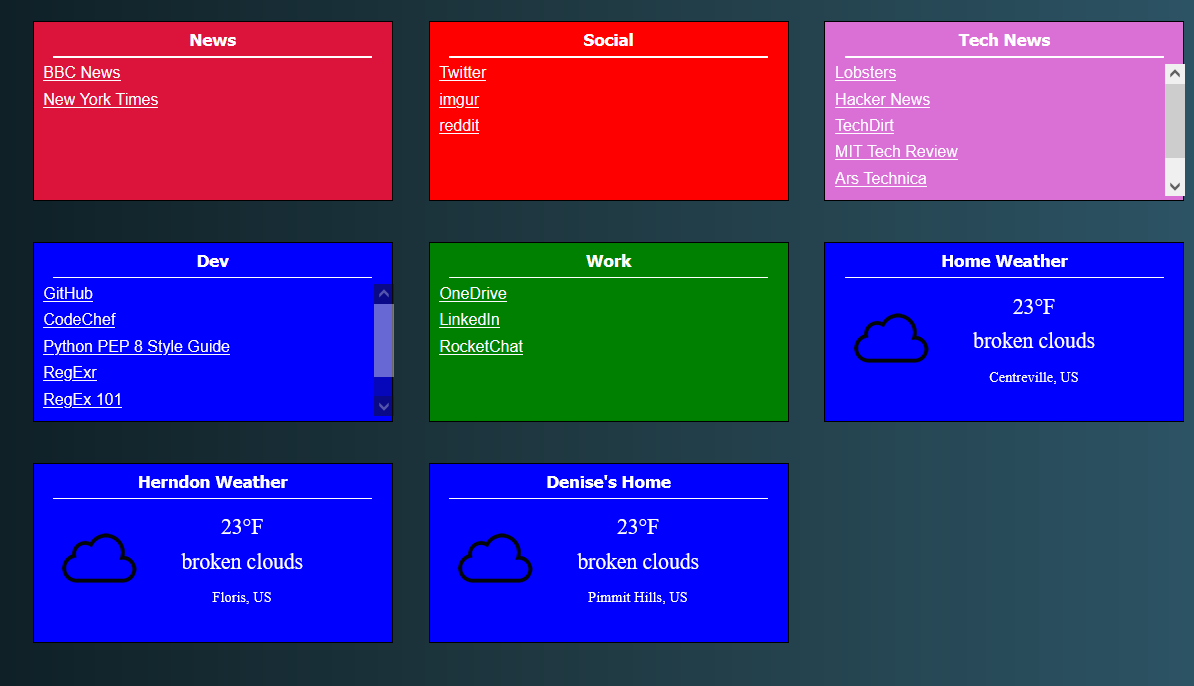 News
BBC News
New York Times
Social
Twitter
imgur
reddit
Tech News
Lobsters
Hacker News
TechDirt
MIT Tech Review
Ars Technica
Dev
GitHub
CodeChef
Python PEP 8 Style Guide
RegExr
RegEx 101
Work
OneDrive
LinkedIn
RocketChat
Home Weather
23°F
broken clouds
Centreville, US
Herndon Weather
23°F
broken clouds
Floris, US
Denise's Home
23°F
broken clouds
Pimmit Hills, US